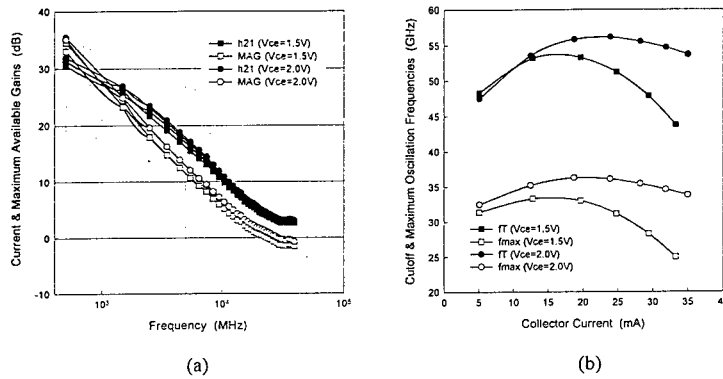 Current & Maximum Available Gains (dB)
40
30
20
10
0
-10
h21 (Vce=1.5V)
MAG (Vce=1.5V)
h21 (Vce=2.0V)
MAG (Vce=2.0V)
10³
10⁴
10⁵
Frequency (MHz)
(a)
Cutoff & Maximum Oscillation Frequencies (GHz)
60
55
50
45
40
35
30
25
20
fT (Vce=1.5V)
fmax (Vce=1.5V)
fT (Vce=2.0V)
fmax (Vce=2.0V)
0 5 10 15 20 25 30 35
Collector Current (mA)
(b)